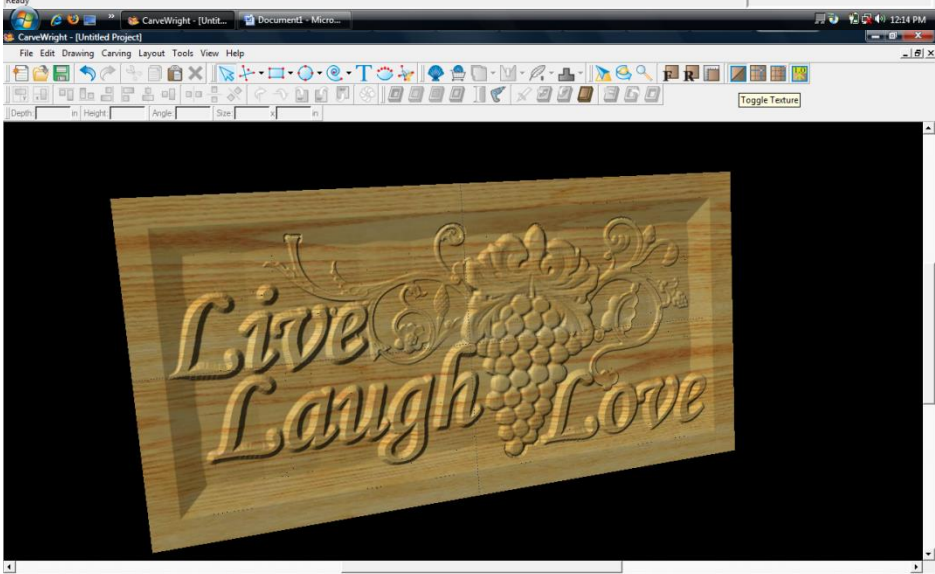 Ready
CarveWright - [Untit...
Document1 - Micro...
12:14 PM
CarveWright - [Untitled Project]
File Edit Drawing Carving Layout Tools View Help
F R
Toggle Texture
Depth: in Height: Angle: Size: x in
Live
Laugh
Love